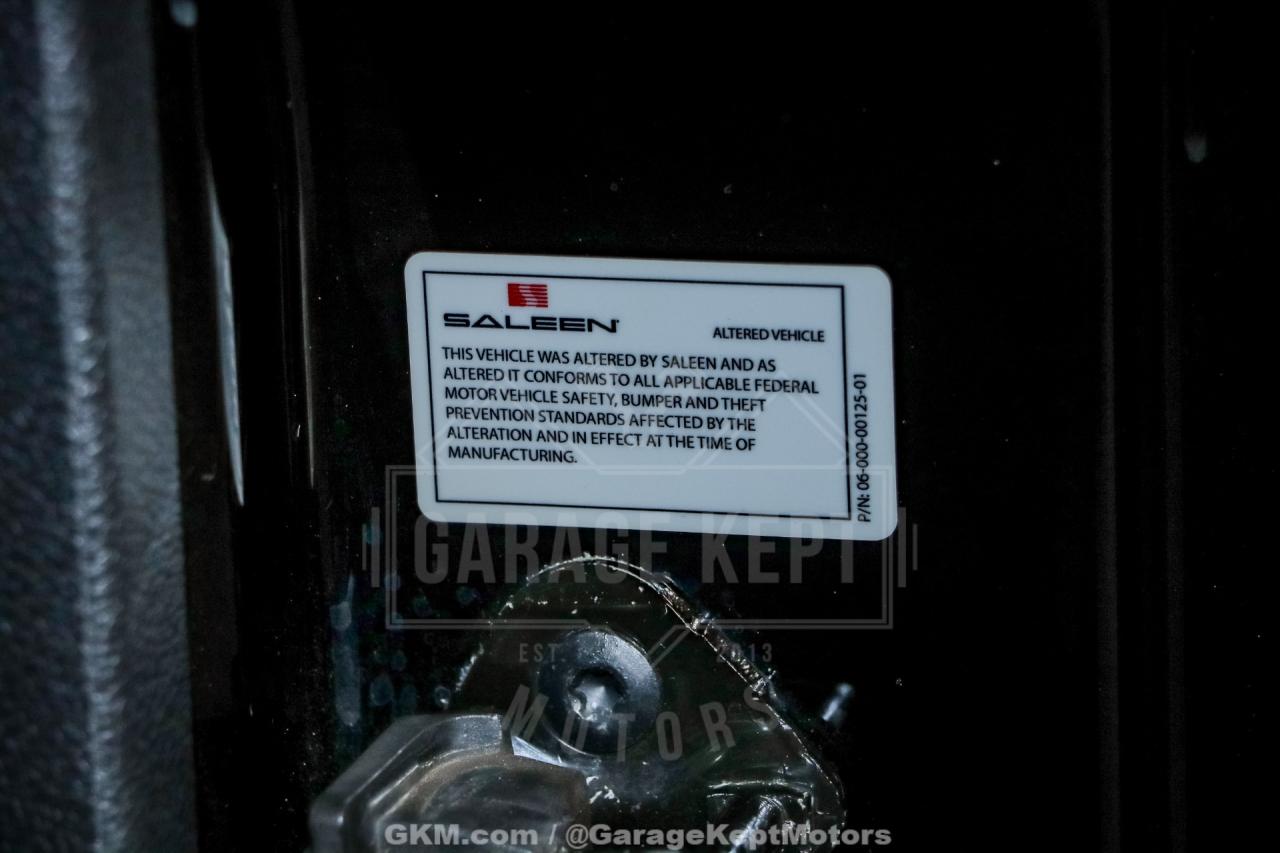 SALEEN
ALTERED VEHICLE
THIS VEHICLE WAS ALTERED BY SALEEN AND AS
ALTERED IT CONFORMS TO ALL APPLICABLE FEDERAL
MOTOR VEHICLE SAFETY, BUMPER AND THEFT
PREVENTION STANDARDS AFFECTED BY THE
ALTERATION AND IN EFFECT AT THE TIME OF
MANUFACTURING.
P/N: 06-000-00125-01
GARAGE KEPT
EST 2013
MOTORS
GKM.com / @GarageKeptMotors